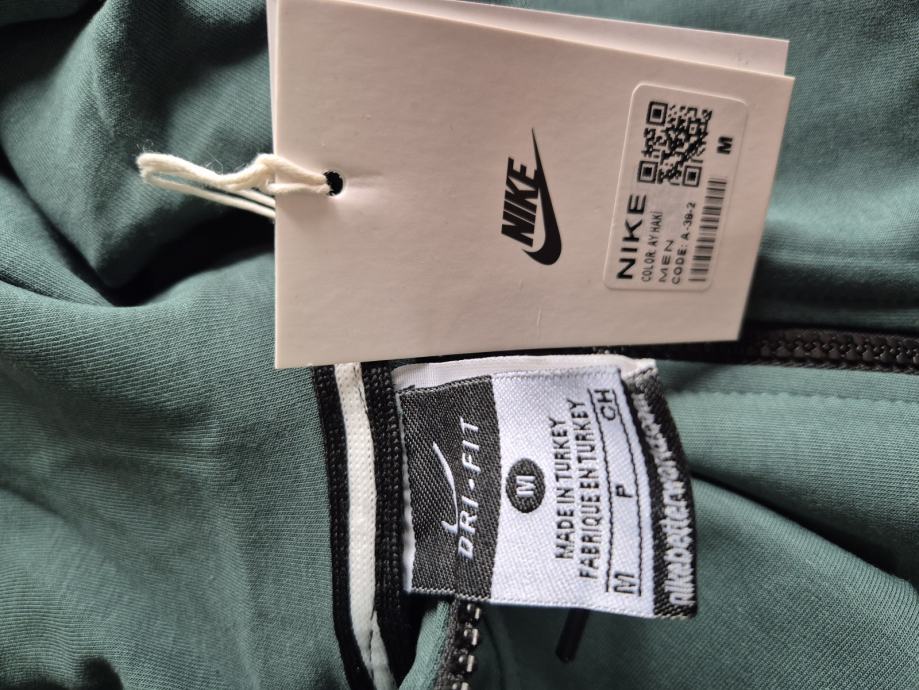 NIKE
NIKE
COLOR: AY HAKİ
MEN
CODE: A-39-2
M
DRI-FIT
M
MADE IN TURKEY
FABRIQUE EN TURKEY
M P CH